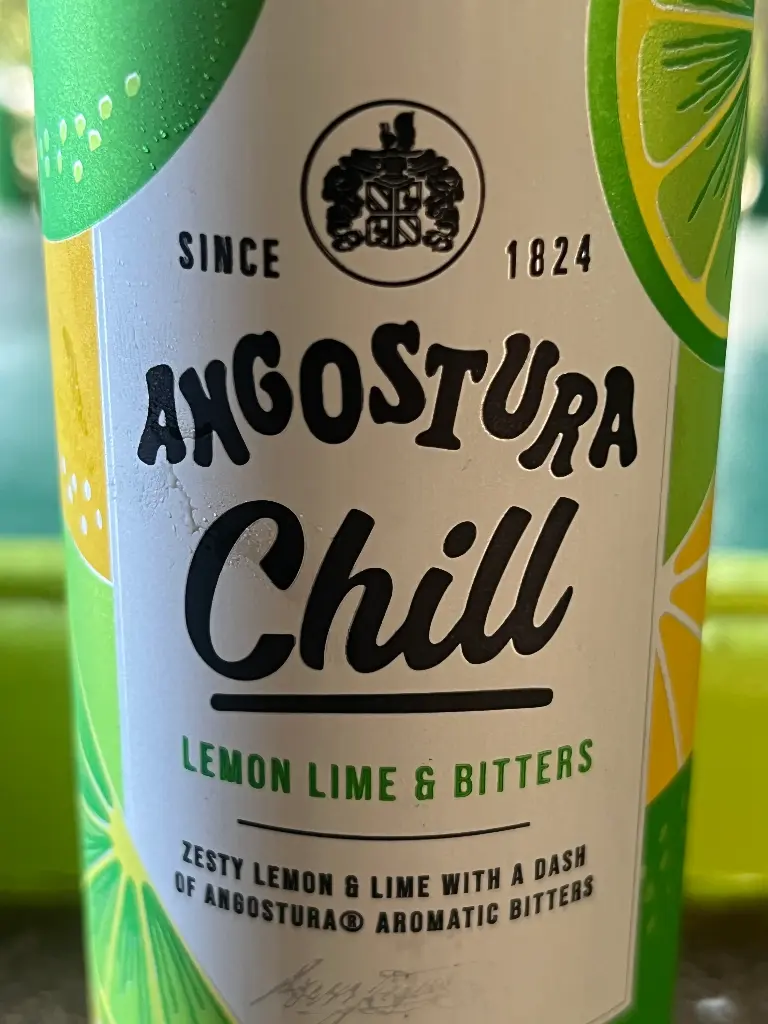 SINCE 1824
ANGOSTURA
Chill
LEMON LIME & BITTERS
ZESTY LEMON & LIME WITH A DASH
OF ANGOSTURA® AROMATIC BITTERS